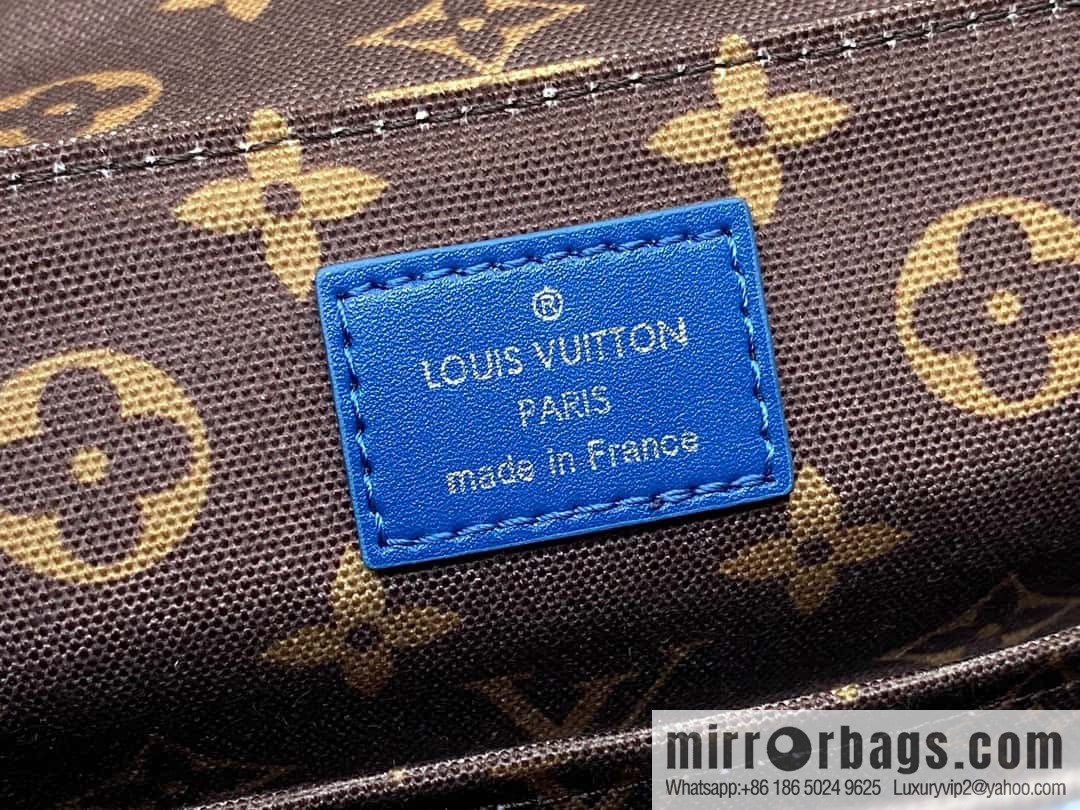 ®
LOUIS VUITTON
PARIS
made in France
mirrorbags.com
Whatsapp:+86 186 5024 9625 Luxuryvip2@yahoo.com